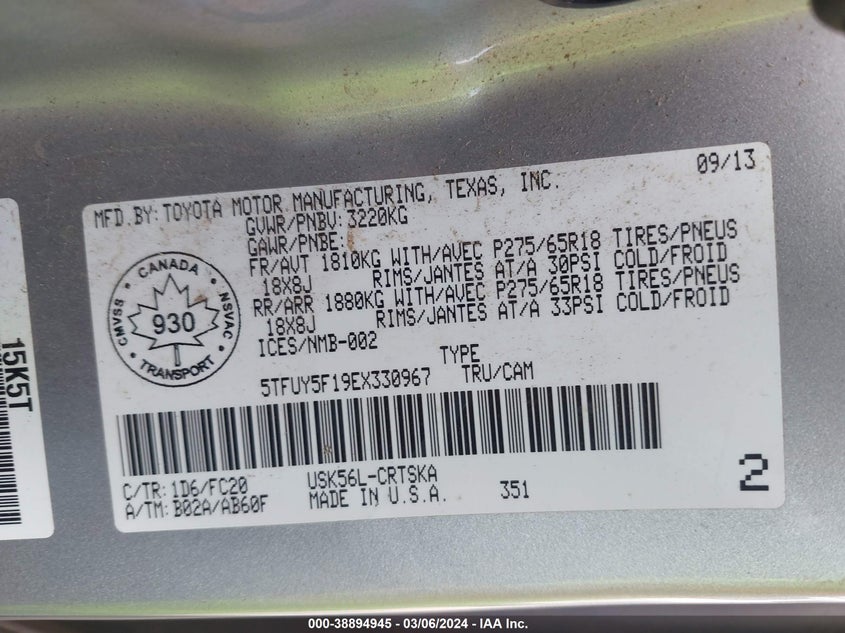 09/13
MFD.BY: TOYOTA MOTOR MANUFACTURING, TEXAS, INC.
GVWR/PNBV: 3220KG
GAWR/PNBE:
FR/AVT 1810KG WITH/AVEC P275/65R18 TIRES/PNEUS
18X8J RIMS/JANTES AT/A 30PSI COLD/FROID
RR/ARR 1880KG WITH/AVEC P275/65R18 TIRES/PNEUS
18X8J RIMS/JANTES AT/A 33PSI COLD/FROID
ICES/NMB-002
CANADA
CMVSS
930
NSVAC
TRANSPORT
TYPE
5TFUY5F19EX330967 TRU/CAM
C/TR: 1D6/FC20 USK56L-CRTSKA
A/TM: B02A/AB60F MADE IN U.S.A. 351
2
15K5T
000-38894945 - 03/06/2024 - IAA Inc.